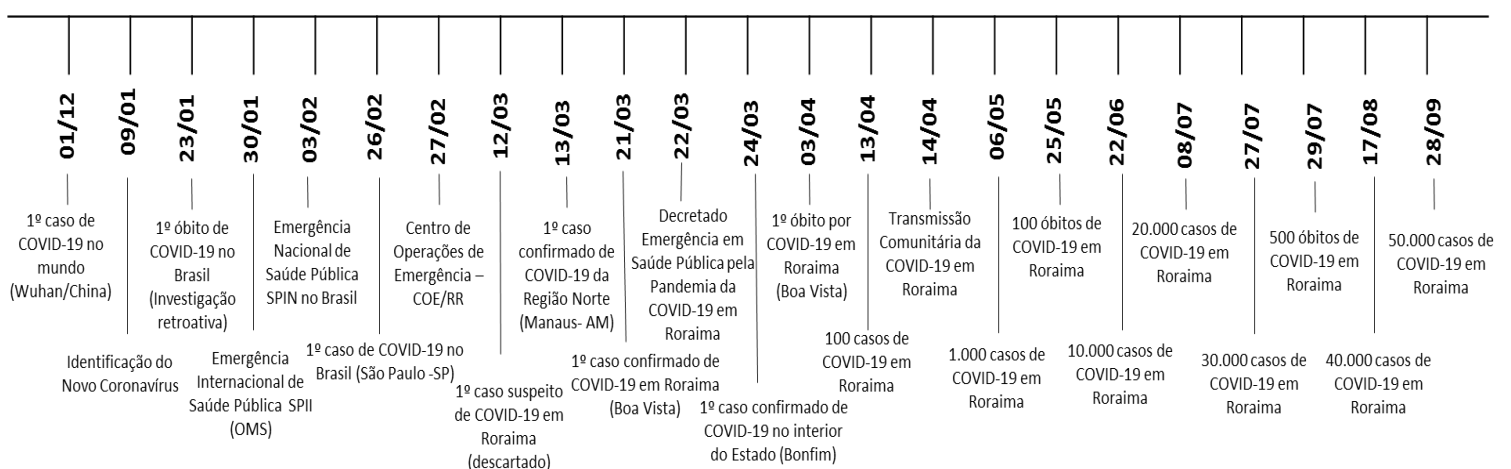 01/12
09/01
23/01
30/01
03/02
26/02
27/02
12/03
13/03
21/03
22/03
24/03
03/04
13/04
14/04
06/05
25/05
22/06
08/07
27/07
29/07
17/08
28/09
1º caso de
COVID-19 no
mundo
(Wuhan/China)
Identificação do
Novo Coronavírus
1º óbito de
COVID-19 no
Brasil
(Investigação
retroativa)
Emergência
Internacional de
Saúde Pública SPII
(OMS)
Emergência
Nacional de
Saúde Pública
SPIN no Brasil
1º caso de COVID-19 no
Brasil (São Paulo -SP)
Centro de
Operações de
Emergência –
COE/RR
1º caso suspeito
de COVID-19 em
Roraima
(descartado)
1º caso
confirmado de
COVID-19 da
Região Norte
(Manaus- AM)
1º caso confirmado de
COVID-19 em Roraima
(Boa Vista)
Decretado
Emergência em
Saúde Pública pela
Pandemia da
COVID-19 em
Roraima
1º caso confirmado de
COVID-19 no interior
do Estado (Bonfim)
1º óbito por
COVID-19 em
Roraima
(Boa Vista)
100 casos de
COVID-19 em
Roraima
Transmissão
Comunitária da
COVID-19 em
Roraima
1.000 casos de
COVID-19 em
Roraima
100 óbitos de
COVID-19 em
Roraima
10.000 casos de
COVID-19 em
Roraima
20.000 casos de
COVID-19 em
Roraima
30.000 casos de
COVID-19 em
Roraima
500 óbitos de
COVID-19 em
Roraima
40.000 casos de
COVID-19 em
Roraima
50.000 casos de
COVID-19 em
Roraima